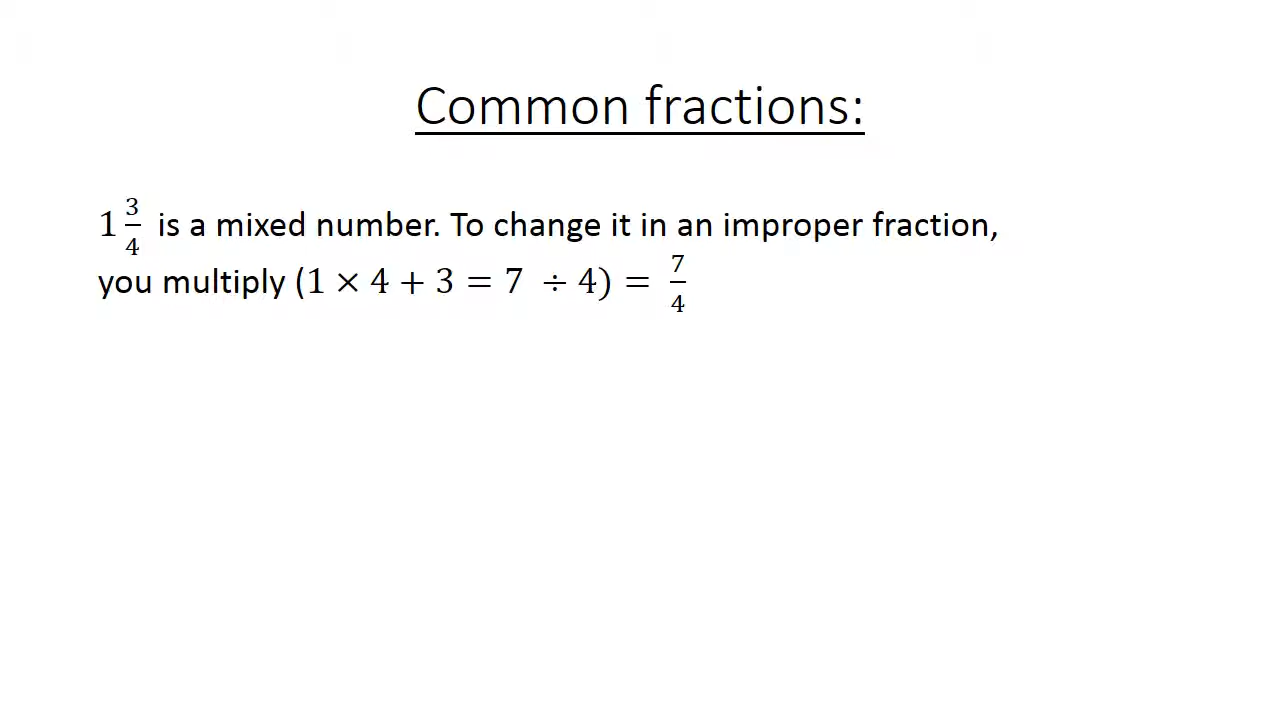 Common fractions:
1 3/4 is a mixed number. To change it in an improper fraction,
you multiply (1 × 4 + 3 = 7 ÷ 4) = 7/4